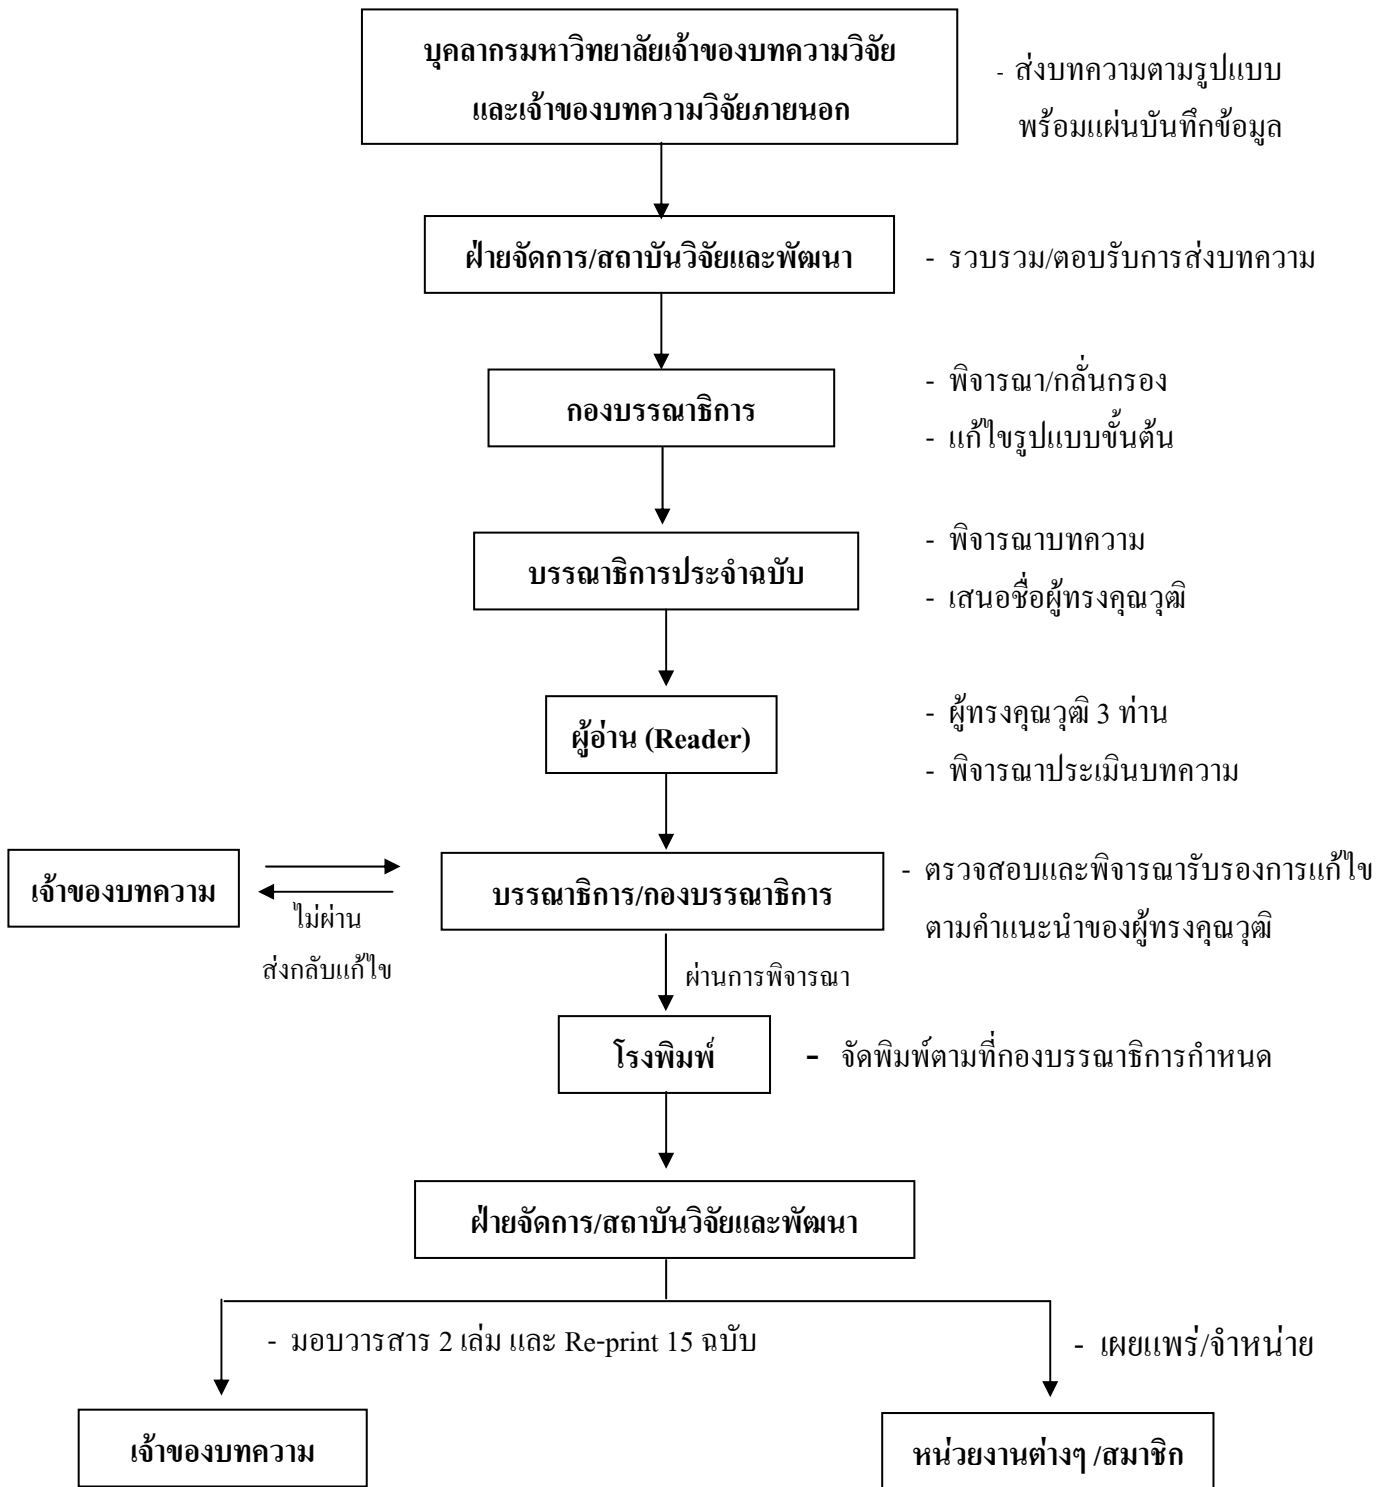 บุคลากรมหาวิทยาลัยเจ้าของบทความวิจัย
และเจ้าของบทความวิจัยภายนอก
- ส่งบทความตามรูปแบบ
พร้อมแผ่นบันทึกข้อมูล
ฝ่ายจัดการ/สถาบันวิจัยและพัฒนา
- รวบรวม/ตอบรับการส่งบทความ
กองบรรณาธิการ
- พิจารณา/กลั่นกรอง
- แก้ไขรูปแบบขั้นต้น
บรรณาธิการประจำฉบับ
- พิจารณาบทความ
- เสนอชื่อผู้ทรงคุณวุฒิ
ผู้อ่าน (Reader)
- ผู้ทรงคุณวุฒิ 3 ท่าน
- พิจารณาประเมินบทความ
เจ้าของบทความ
ไม่ผ่าน
ส่งกลับแก้ไข
บรรณาธิการ/กองบรรณาธิการ
- ตรวจสอบและพิจารณารับรองการแก้ไข
ตามคำแนะนำของผู้ทรงคุณวุฒิ
ผ่านการพิจารณา
โรงพิมพ์
- จัดพิมพ์ตามที่กองบรรณาธิการกำหนด
ฝ่ายจัดการ/สถาบันวิจัยและพัฒนา
- มอบวารสาร 2 เล่ม และ Re-print 15 ฉบับ
- เผยแพร่/จำหน่าย
เจ้าของบทความ
หน่วยงานต่างๆ /สมาชิก